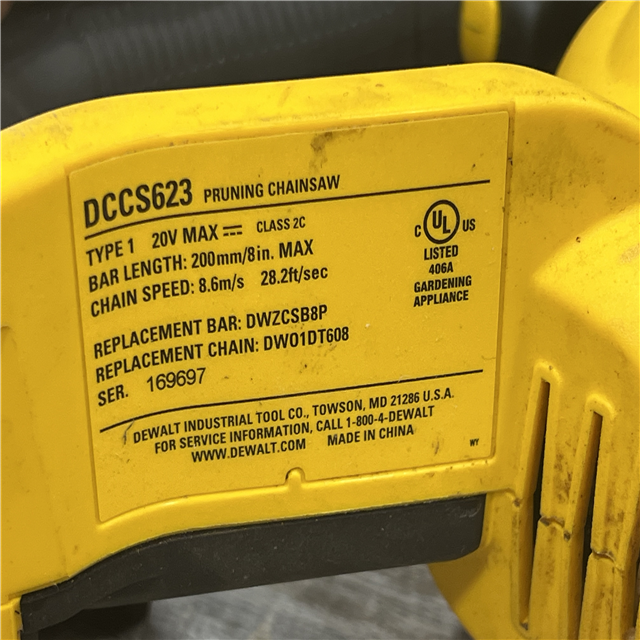 DCCS623 PRUNING CHAINSAW
TYPE 1 20V MAX ⎓ CLASS 2C
BAR LENGTH: 200mm/8in. MAX
CHAIN SPEED: 8.6m/s 28.2ft/sec
C UL US
LISTED
406A
GARDENING
APPLIANCE
REPLACEMENT BAR: DWZCSB8P
REPLACEMENT CHAIN: DWO1DT608
SER. 169697
DEWALT INDUSTRIAL TOOL CO., TOWSON, MD 21286 U.S.A.
FOR SERVICE INFORMATION, CALL 1-800-4-DEWALT
WWW.DEWALT.COM MADE IN CHINA
WY